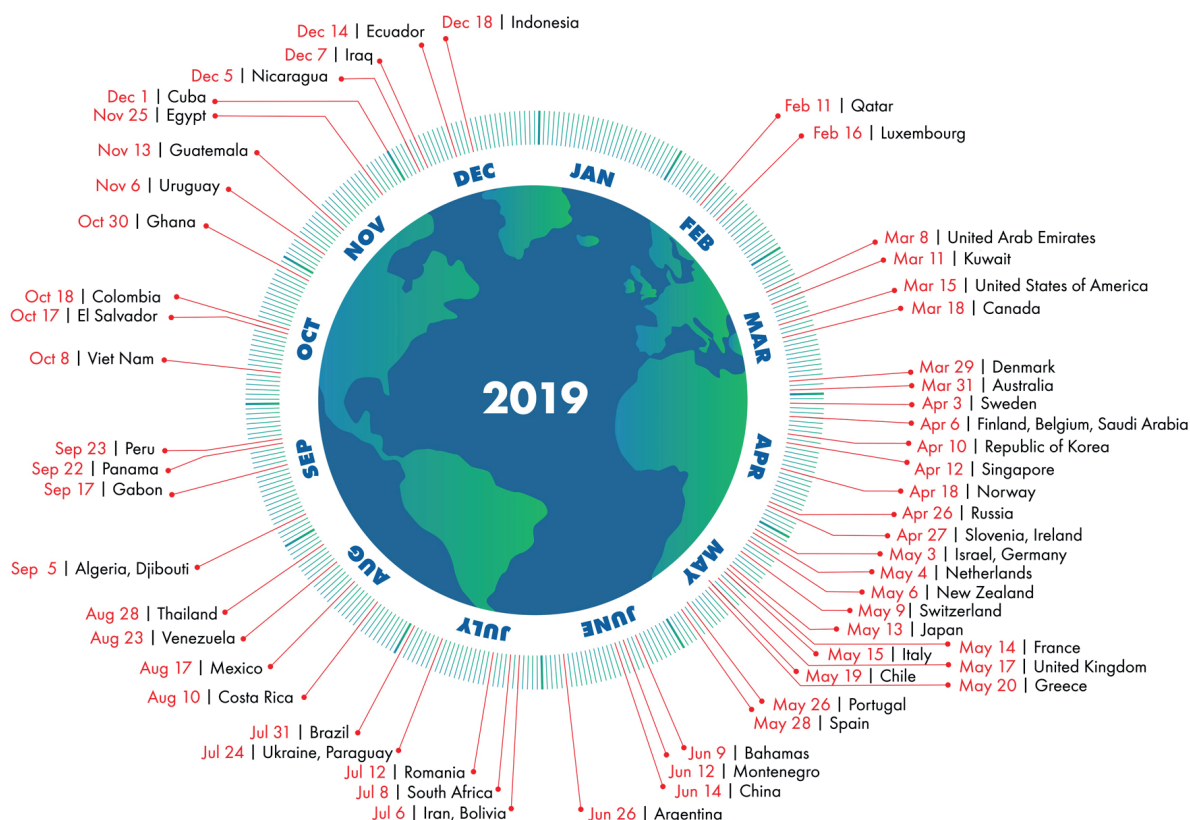 Dec 18 | Indonesia
Dec 14 | Ecuador
Dec 7 | Iraq
Dec 5 | Nicaragua
Dec 1 | Cuba
Nov 25 | Egypt
Nov 13 | Guatemala
Nov 6 | Uruguay
Oct 30 | Ghana
Oct 18 | Colombia
Oct 17 | El Salvador
Oct 8 | Viet Nam
Sep 23 | Peru
Sep 22 | Panama
Sep 17 | Gabon
Sep 5 | Algeria, Djibouti
Aug 28 | Thailand
Aug 23 | Venezuela
Aug 17 | Mexico
Aug 10 | Costa Rica
Jul 31 | Brazil
Jul 24 | Ukraine, Paraguay
Jul 12 | Romania
Jul 8 | South Africa
Jul 6 | Iran, Bolivia
Feb 11 | Qatar
Feb 16 | Luxembourg
Mar 8 | United Arab Emirates
Mar 11 | Kuwait
Mar 15 | United States of America
Mar 18 | Canada
Mar 29 | Denmark
Mar 31 | Australia
Apr 3 | Sweden
Apr 6 | Finland, Belgium, Saudi Arabia
Apr 10 | Republic of Korea
Apr 12 | Singapore
Apr 18 | Norway
Apr 26 | Russia
Apr 27 | Slovenia, Ireland
May 3 | Israel, Germany
May 4 | Netherlands
May 6 | New Zealand
May 9 | Switzerland
May 13 | Japan
May 14 | France
May 15 | Italy
May 17 | United Kingdom
May 19 | Chile
May 20 | Greece
May 26 | Portugal
May 28 | Spain
Jun 9 | Bahamas
Jun 12 | Montenegro
Jun 14 | China
Jun 26 | Argentina
JAN
FEB
MAR
APR
MAY
JUNE
JULY
AUG
SEP
OCT
NOV
DEC
2019